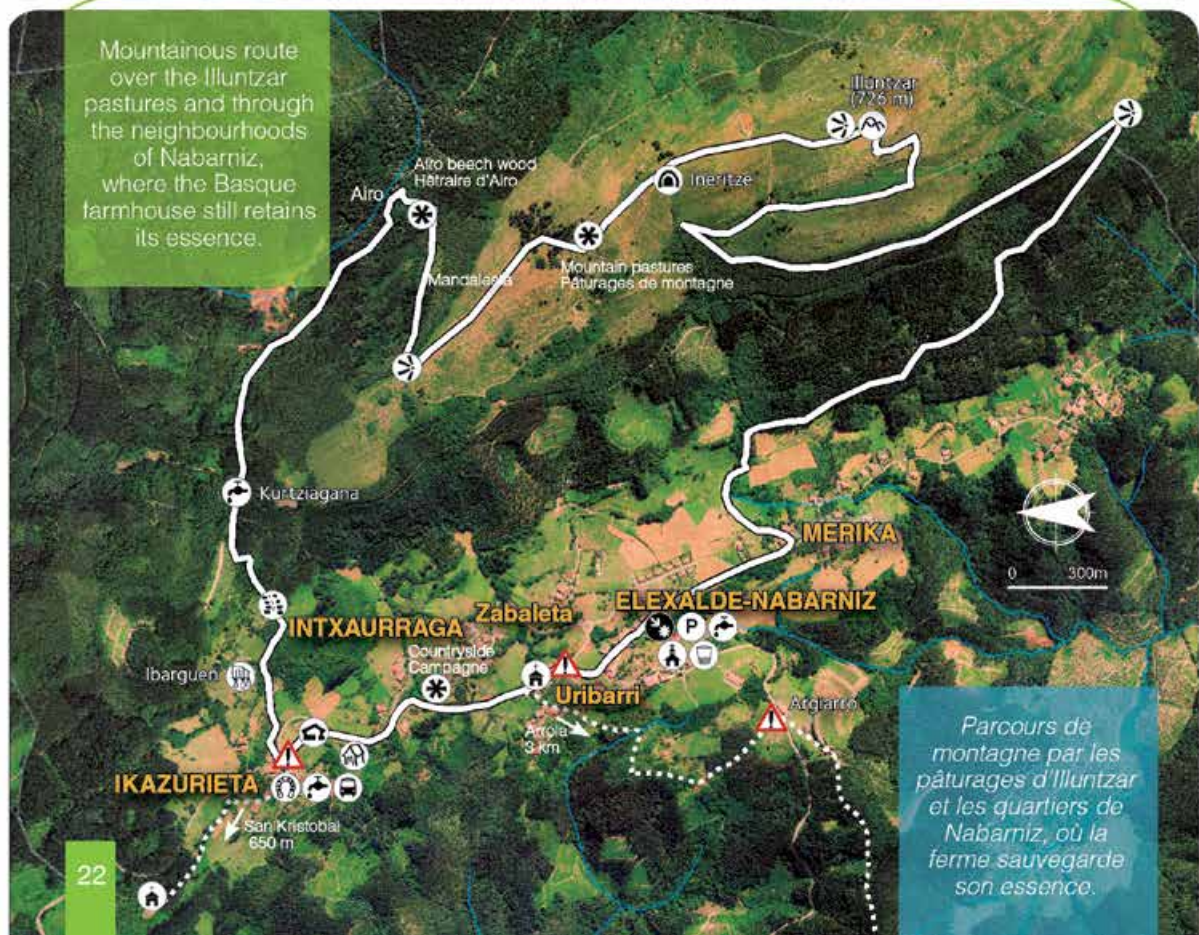 Mountainous route
over the Illuntzar
pastures and through
the neighbourhoods
of Nabarniz,
where the Basque
farmhouse still retains
its essence.
Illuntzar
(726 m)
Airo beech wood
Hêtraire d'Airo
Airo
Ineritze
Mountain pastures
Pâturages de montagne
Kurtziagana
MERIKA
0 300m
ELEXALDE-NABARNIZ
P
Zabaleta
INTXAURRAGA
Countryside
Campagne
Ibarguen
Uribarri
Argiarro
Arrola
3 km
IKAZURIETA
San Kristobal
650 m
Parcours de
montagne par les
pâturages d'Illuntzar
et les quartiers de
Nabarniz, où la
ferme sauvegarde
son essence.
22